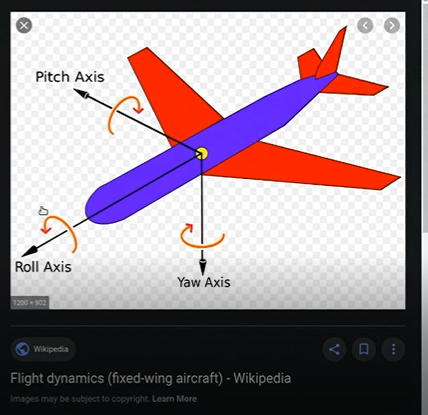 Pitch Axis
Roll Axis
Yaw Axis
1200 × 902
Wikipedia
Flight dynamics (fixed-wing aircraft) - Wikipedia
Images may be subject to copyright. Learn More